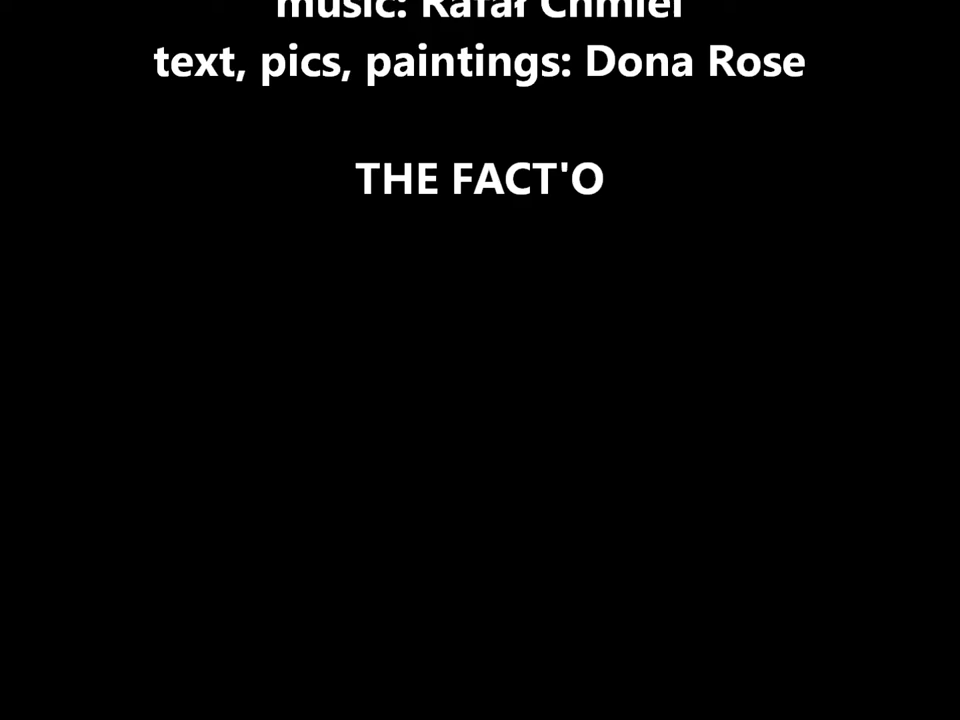 music: Rafał Chmiel
text, pics, paintings: Dona Rose
THE FACT'O